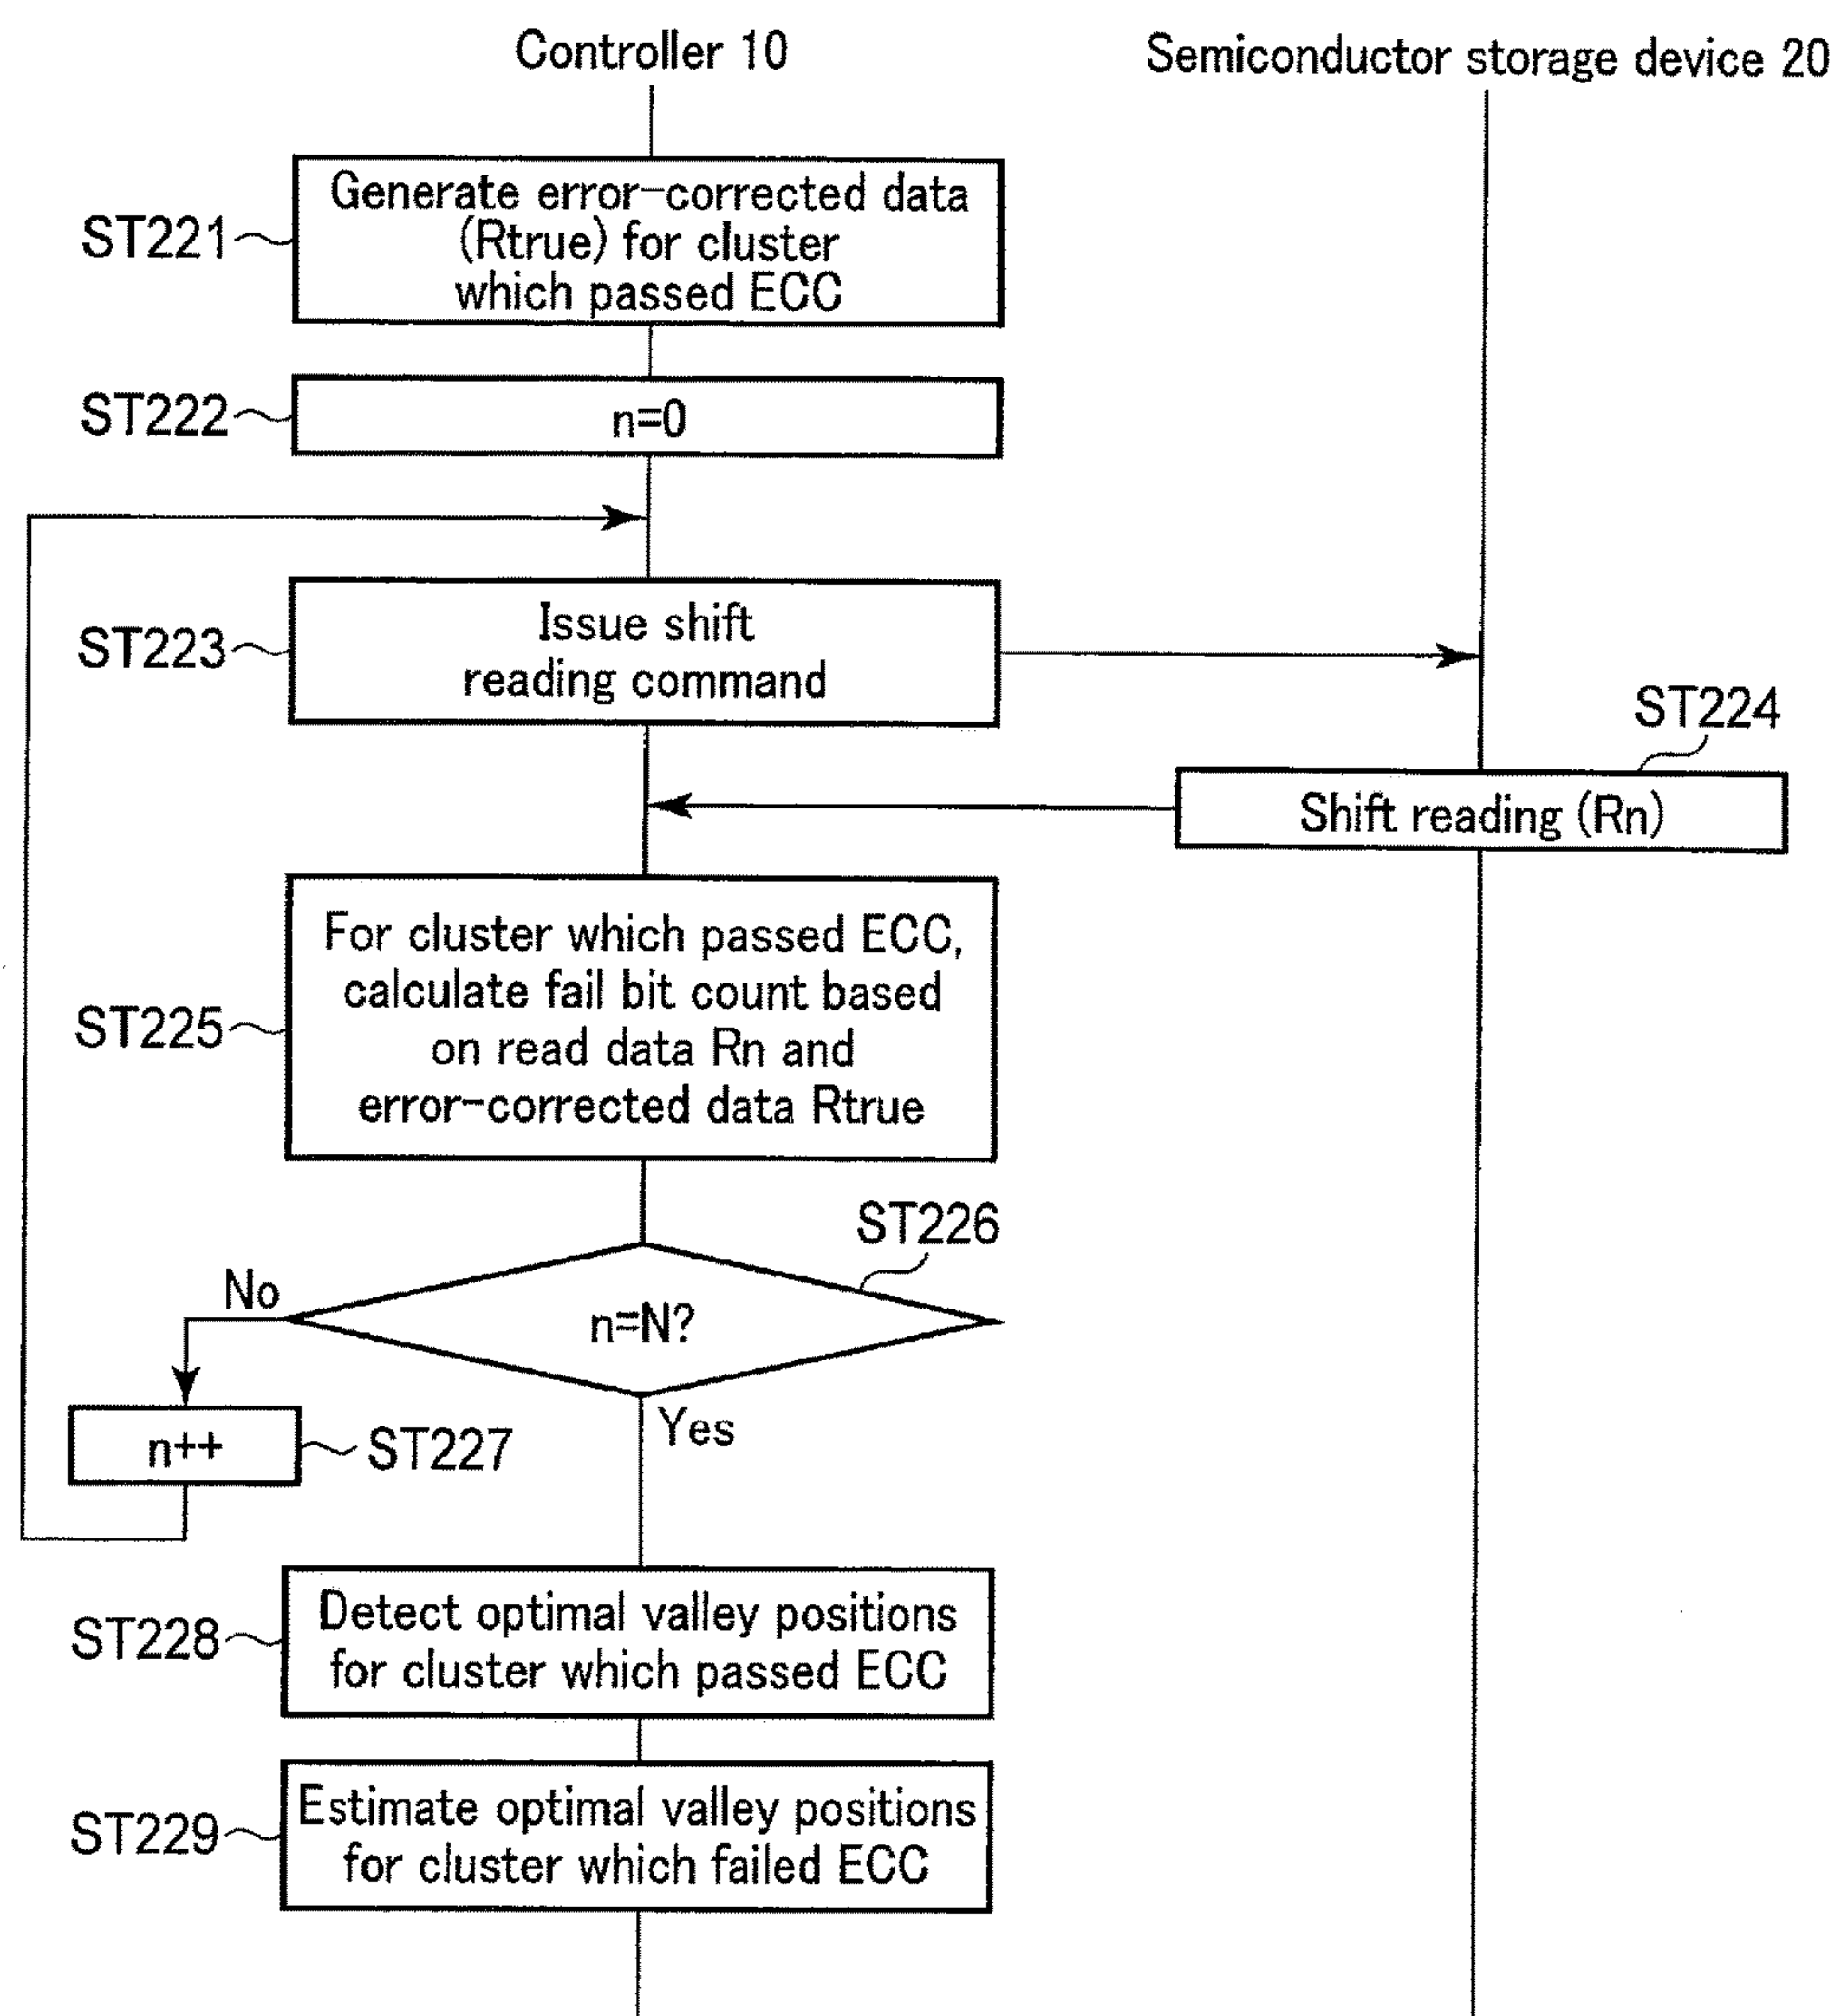 Controller 10
Semiconductor storage device 20
ST221
Generate error-corrected data
(Rtrue) for cluster
which passed ECC
ST222
n=0
ST223
Issue shift
reading command
ST224
Shift reading (Rn)
ST225
For cluster which passed ECC,
calculate fail bit count based
on read data Rn and
error-corrected data Rtrue
ST226
No
n=N?
Yes
n++
ST227
ST228
Detect optimal valley positions
for cluster which passed ECC
ST229
Estimate optimal valley positions
for cluster which failed ECC